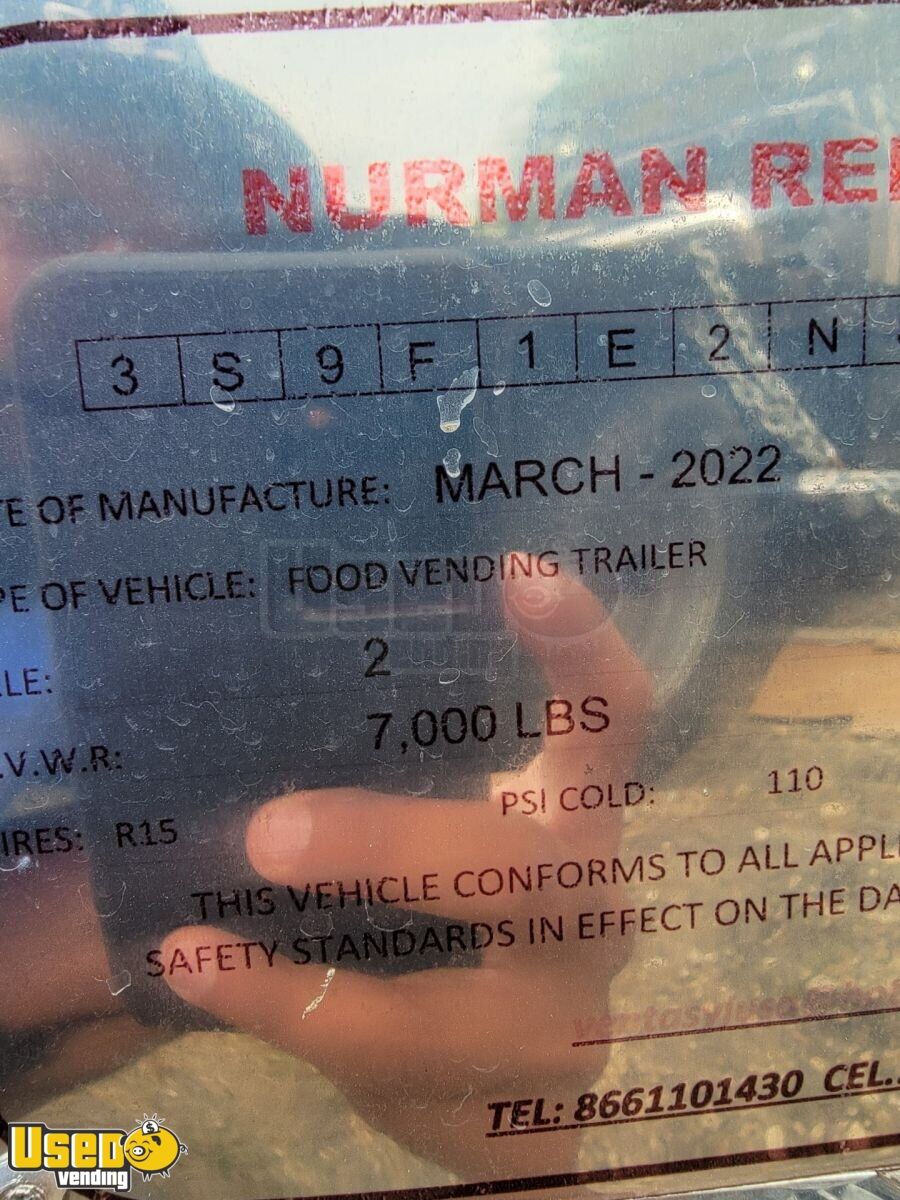 NURMAN RE
3 S 9 F 1 E 2 N
E OF MANUFACTURE: MARCH - 2022
PE OF VEHICLE: FOOD VENDING TRAILER
LE: 2
.V.W.R: 7,000 LBS
IRES: R15 PSI COLD: 110
THIS VEHICLE CONFORMS TO ALL APPL
SAFETY STANDARDS IN EFFECT ON THE DA
TEL: 8661101430 CEL.
Used vending